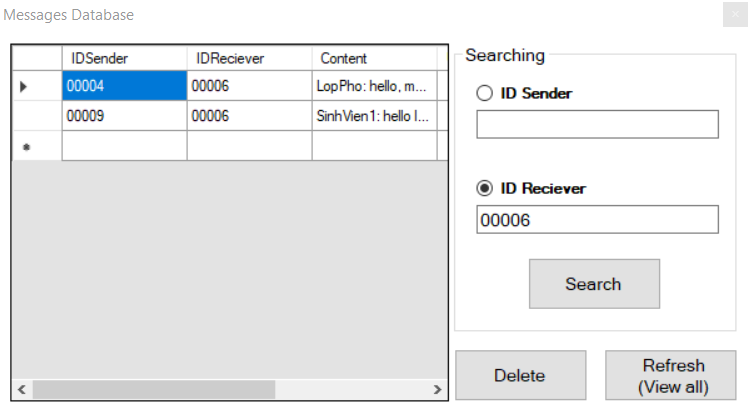 Messages Database
IDSender IDReciever Content
00004 00006 LopPho: hello, m...
00009 00006 SinhVien1: hello l...
Searching
ID Sender
ID Reciever
00006
Search
Delete
Refresh
(View all)